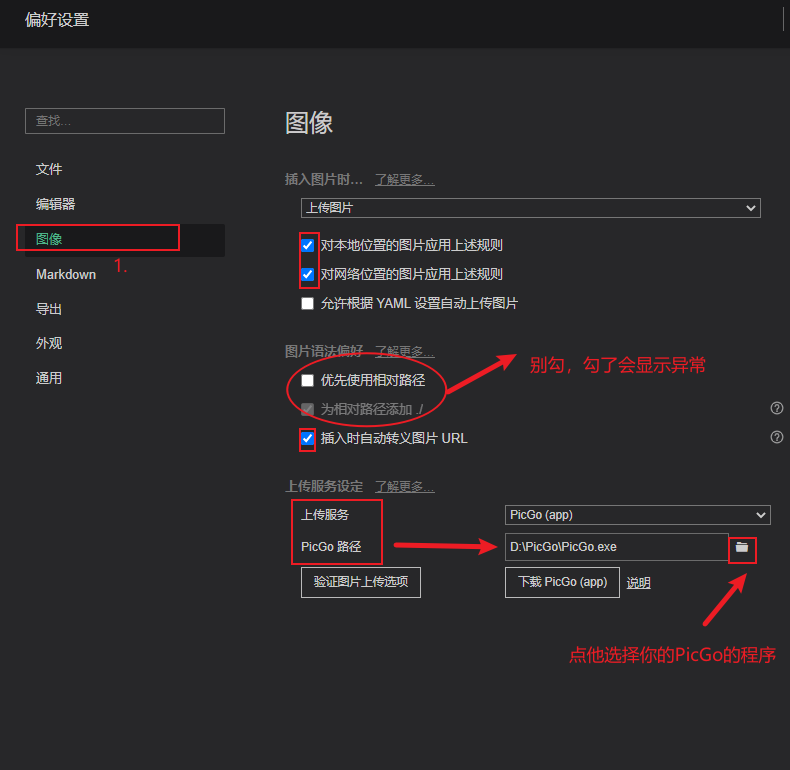 偏好设置
查找...
文件
编辑器
图像
1.
Markdown
导出
外观
通用
图像
插入图片时... 了解更多...
上传图片
对本地位置的图片应用上述规则
对网络位置的图片应用上述规则
允许根据 YAML 设置自动上传图片
图片语法偏好 了解更多...
优先使用相对路径
别勾，勾了会显示异常
为相对路径添加 ./
插入时自动转义图片 URL
上传服务设定 了解更多...
上传服务 PicGo (app)
PicGo 路径 D:\PicGo\PicGo.exe
验证图片上传选项 下载 PicGo (app) 说明
点他选择你的PicGo的程序